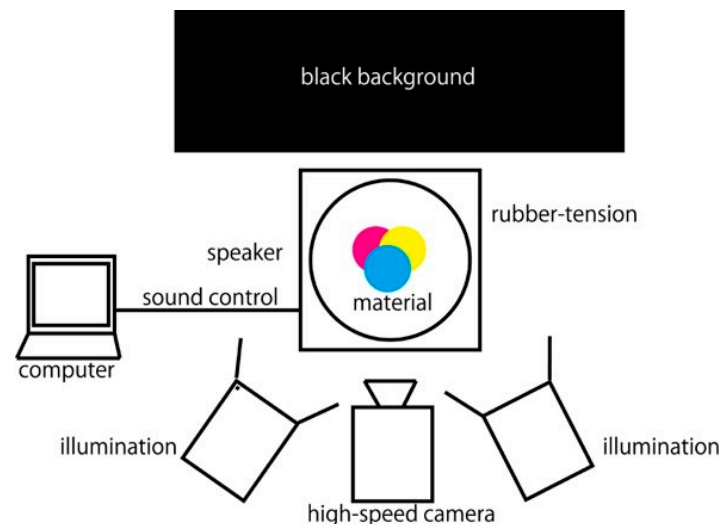 black background
rubber-tension
speaker
sound control
material
computer
illumination
illumination
high-speed camera